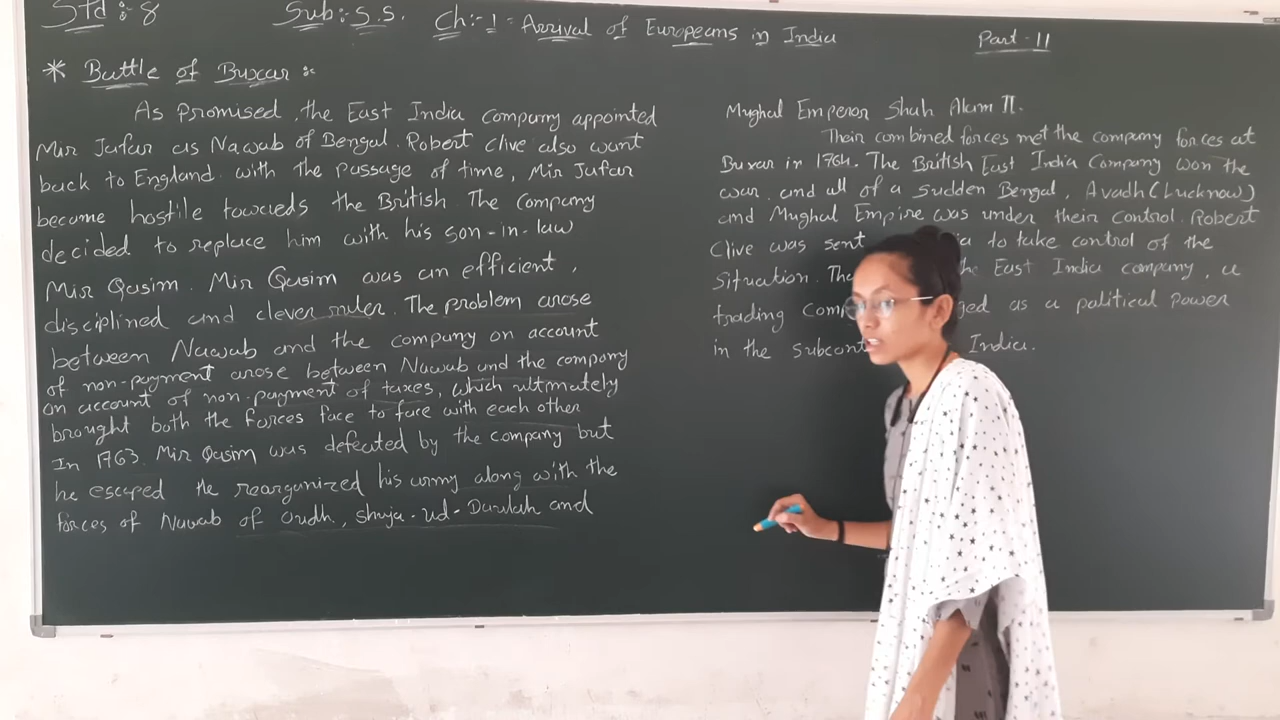 Std :- 8
Sub :- S.S.
Ch :- 1 :- Arrival of Europeans in India
Part - 11
* Battle of Buxar :-
As promised, the East India company appointed
Mir Jafar as Nawab of Bengal. Robert clive also want
back to England. with the passage of time, Mir Jafar
became hostile towards the British. The company
decided to replace him with his son-in-law
Mir Qasim. Mir Qasim was an efficient,
disciplined and clever ruler. The problem arose
between Nawab and the company on account
of non-payment arose between Nawab and the company
on account of non-payment of taxes, which ultimately
brought both the forces face to face with each other
In 1763. Mir Qasim was defeated by the company but
he escaped He reorganized his army along with the
forces of Nawab of Oudh, Shuja-ud-Daulah and
Mughal Emperor Shah Alam II.
Their combined forces met the company forces at
Buxar in 1764. The British East India Company won the
war and all of a sudden Bengal, Avadh (Lucknow)
and Mughal Empire was under their control. Robert
Clive was sent to take control of the
Situation. the East India company, a
trading as a political power
in the India.